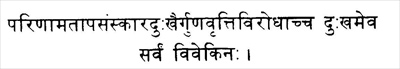 परिणामतापसंस्कारदुःखैर्गुणवृत्तिविरोधाच्च दुःखमेव
सर्वं विवेकिनः ।